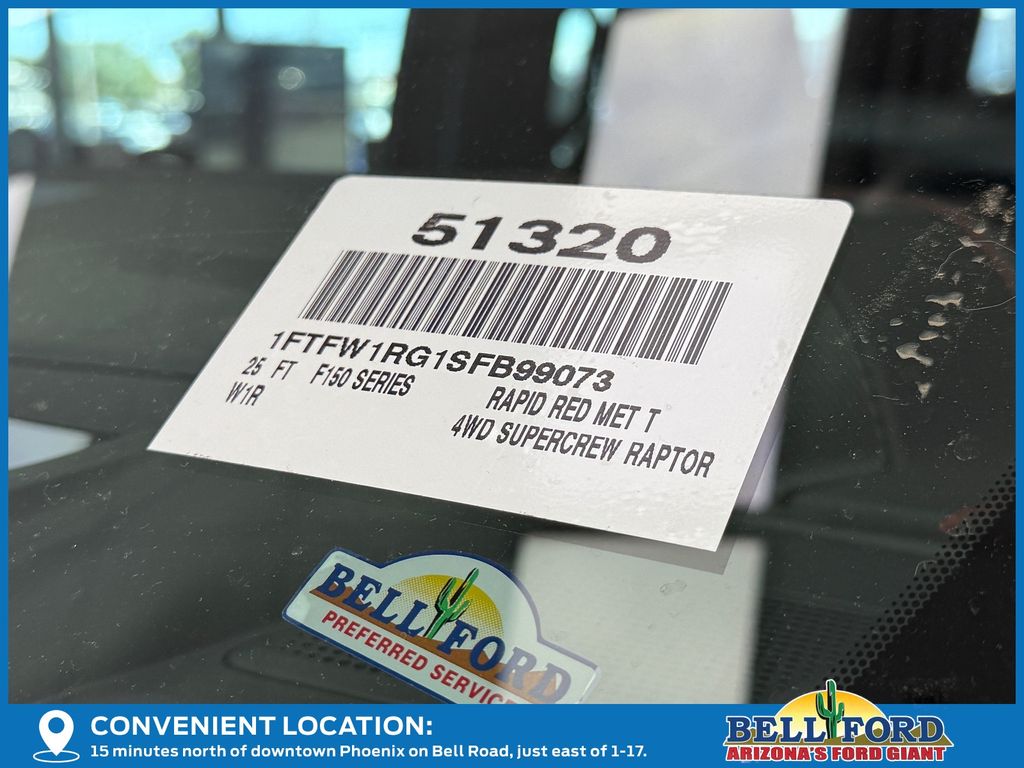 51320
1FTFW1RG1SFB99073
25 FT F150 SERIES RAPID RED MET T
W1R 4WD SUPERCREW RAPTOR
BELL FORD
PREFERRED SERVICE
CONVENIENT LOCATION:
15 minutes north of downtown Phoenix on Bell Road, just east of 1-17.
BELL FORD
ARIZONA'S FORD GIANT